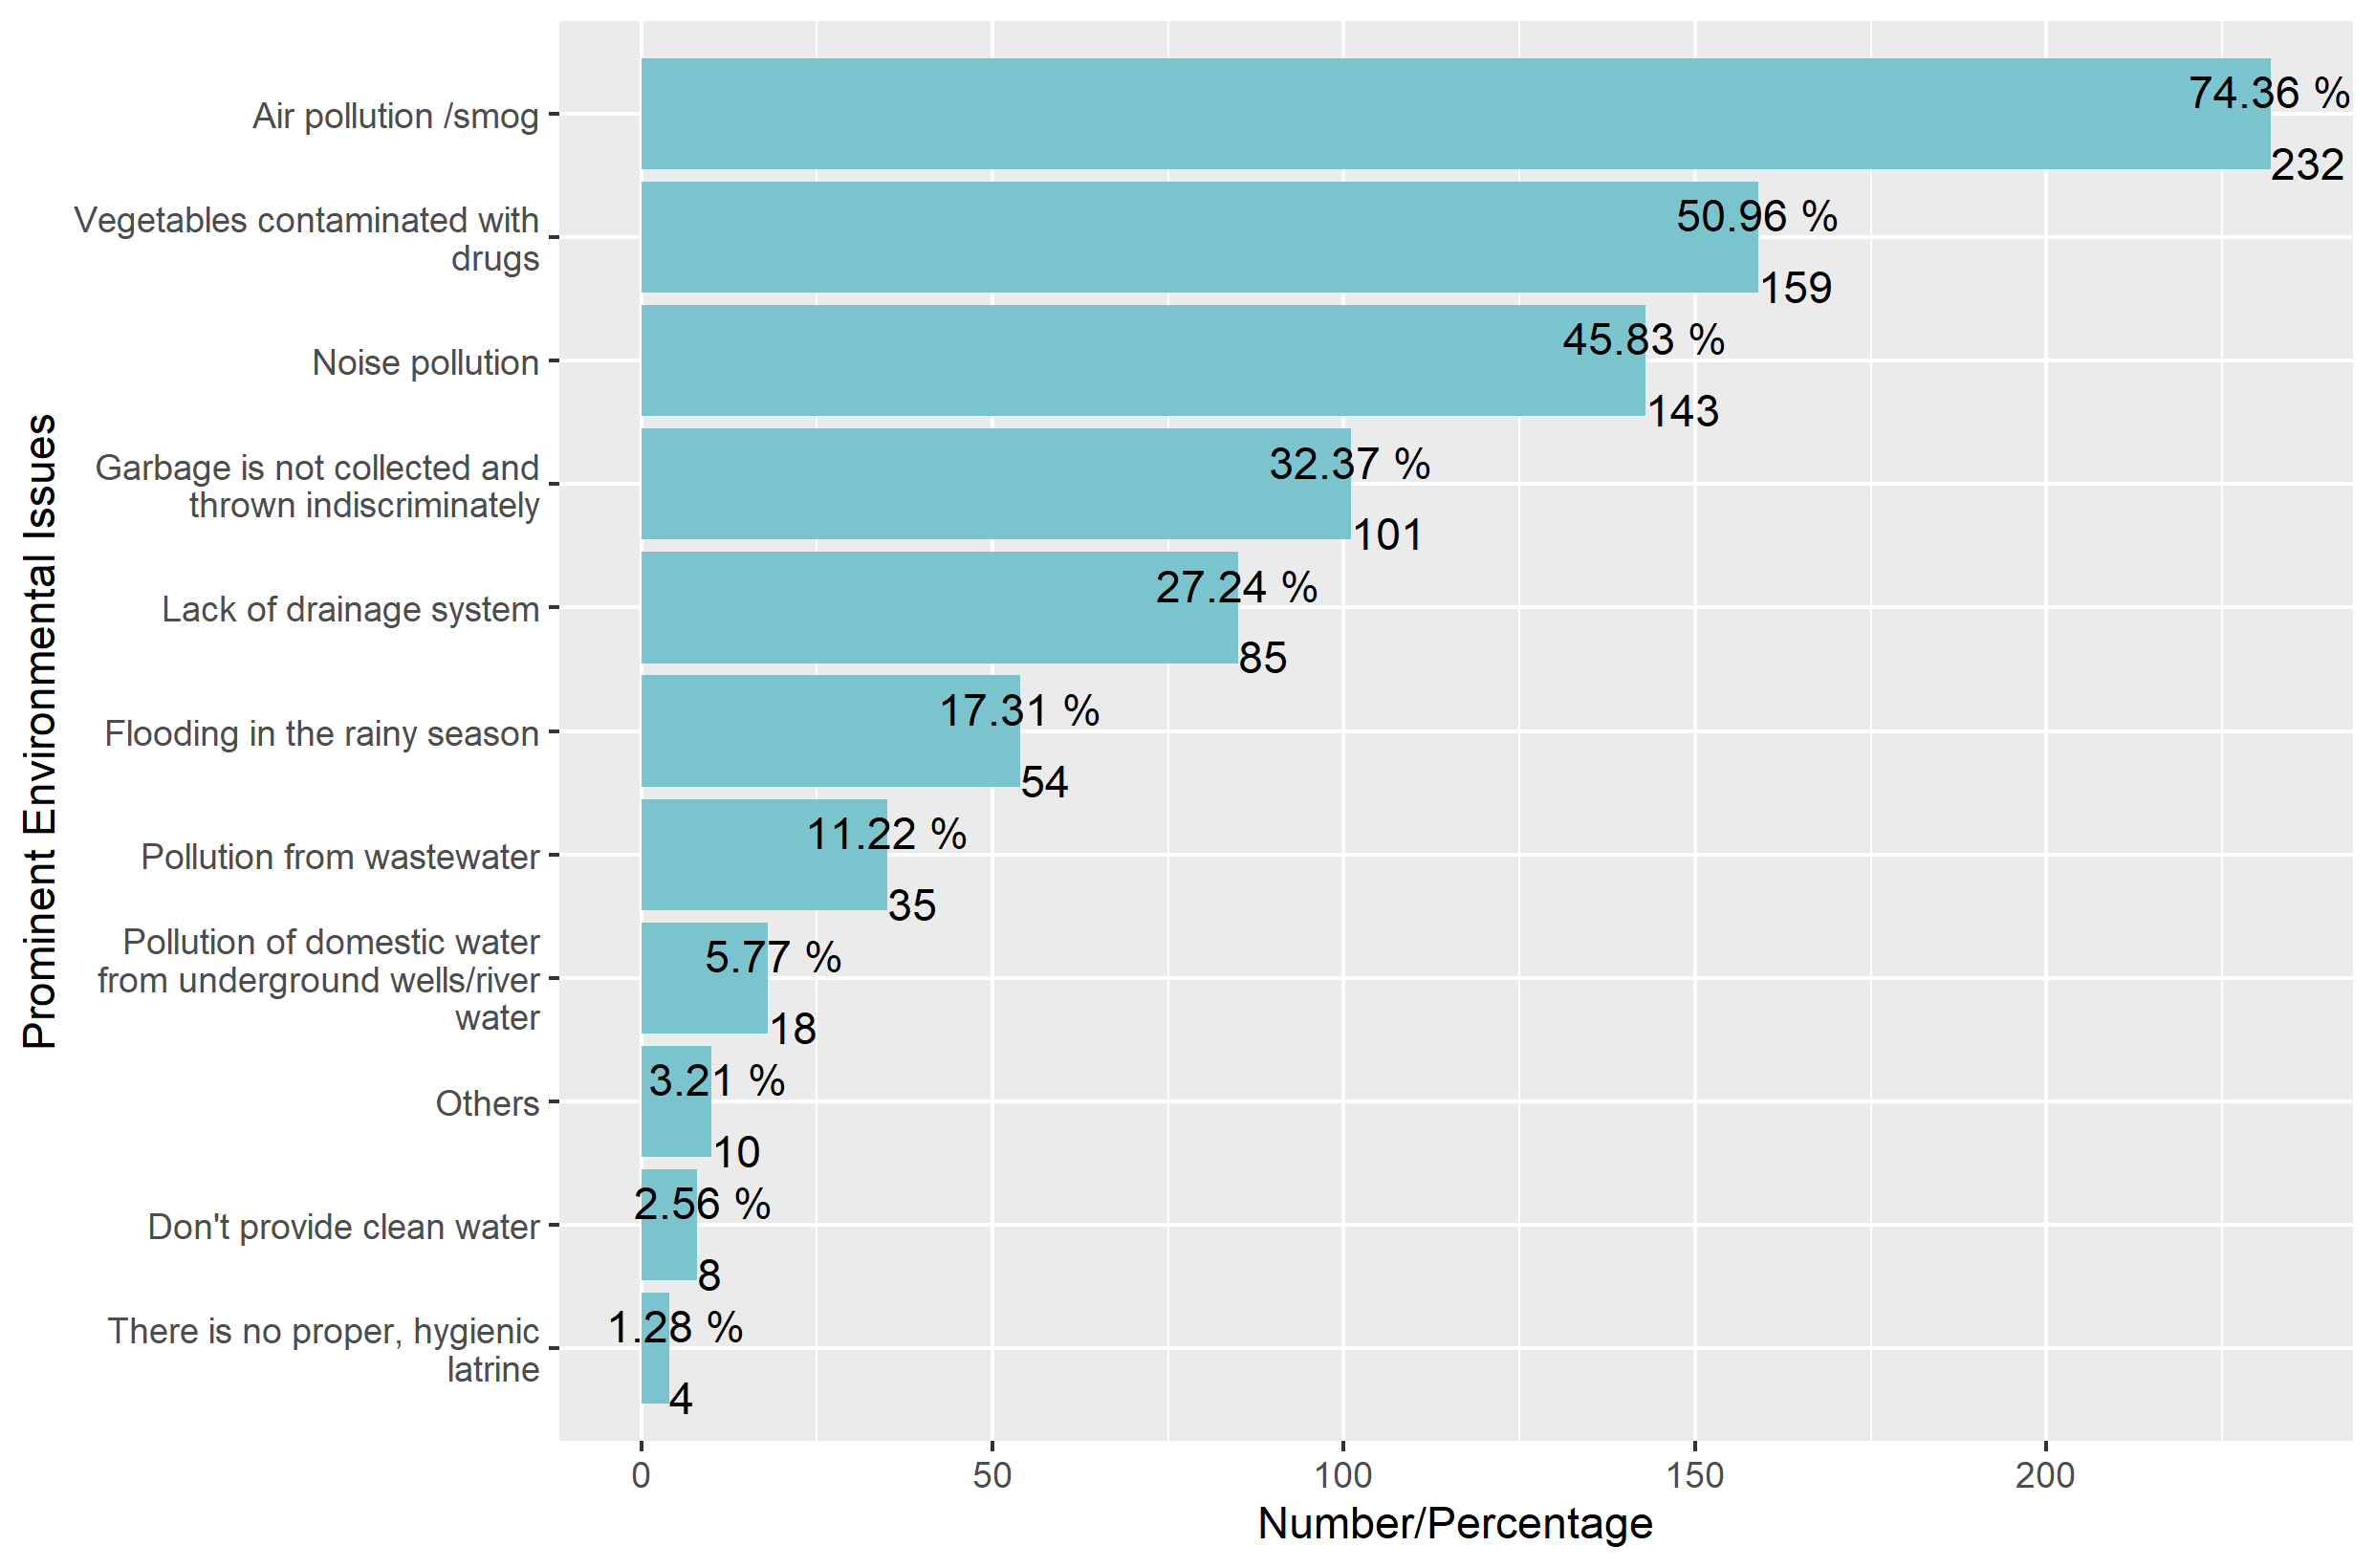 Prominent Environmental Issues
Air pollution /smog
74.36 %
232
Vegetables contaminated with
drugs
50.96 %
159
Noise pollution
45.83 %
143
Garbage is not collected and
thrown indiscriminately
32.37 %
101
Lack of drainage system
27.24 %
85
Flooding in the rainy season
17.31 %
54
Pollution from wastewater
11.22 %
35
Pollution of domestic water
from underground wells/river
water
5.77 %
18
Others
3.21 %
10
Don't provide clean water
2.56 %
8
There is no proper, hygienic
latrine
1.28 %
4
0 50 100 150 200
Number/Percentage